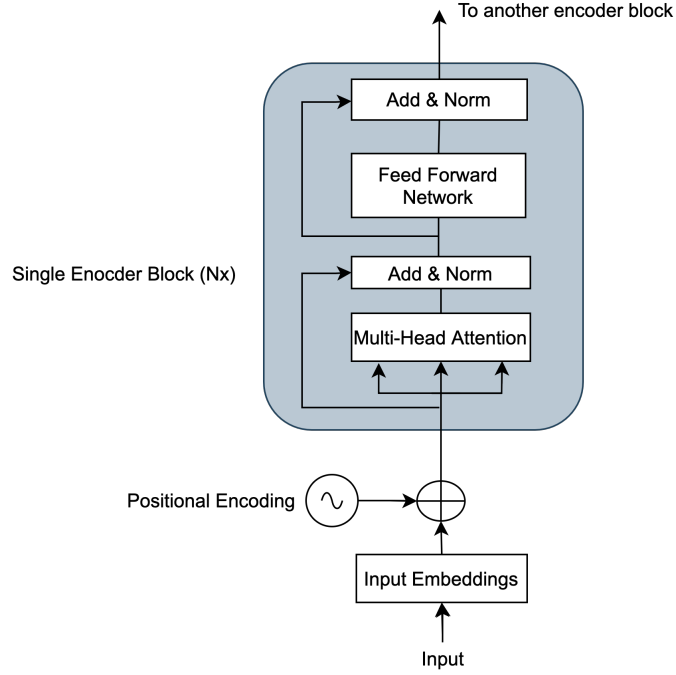 To another encoder block
Add & Norm
Feed Forward
Network
Single Enocder Block (Nx)
Add & Norm
Multi-Head Attention
Positional Encoding
Input Embeddings
Input